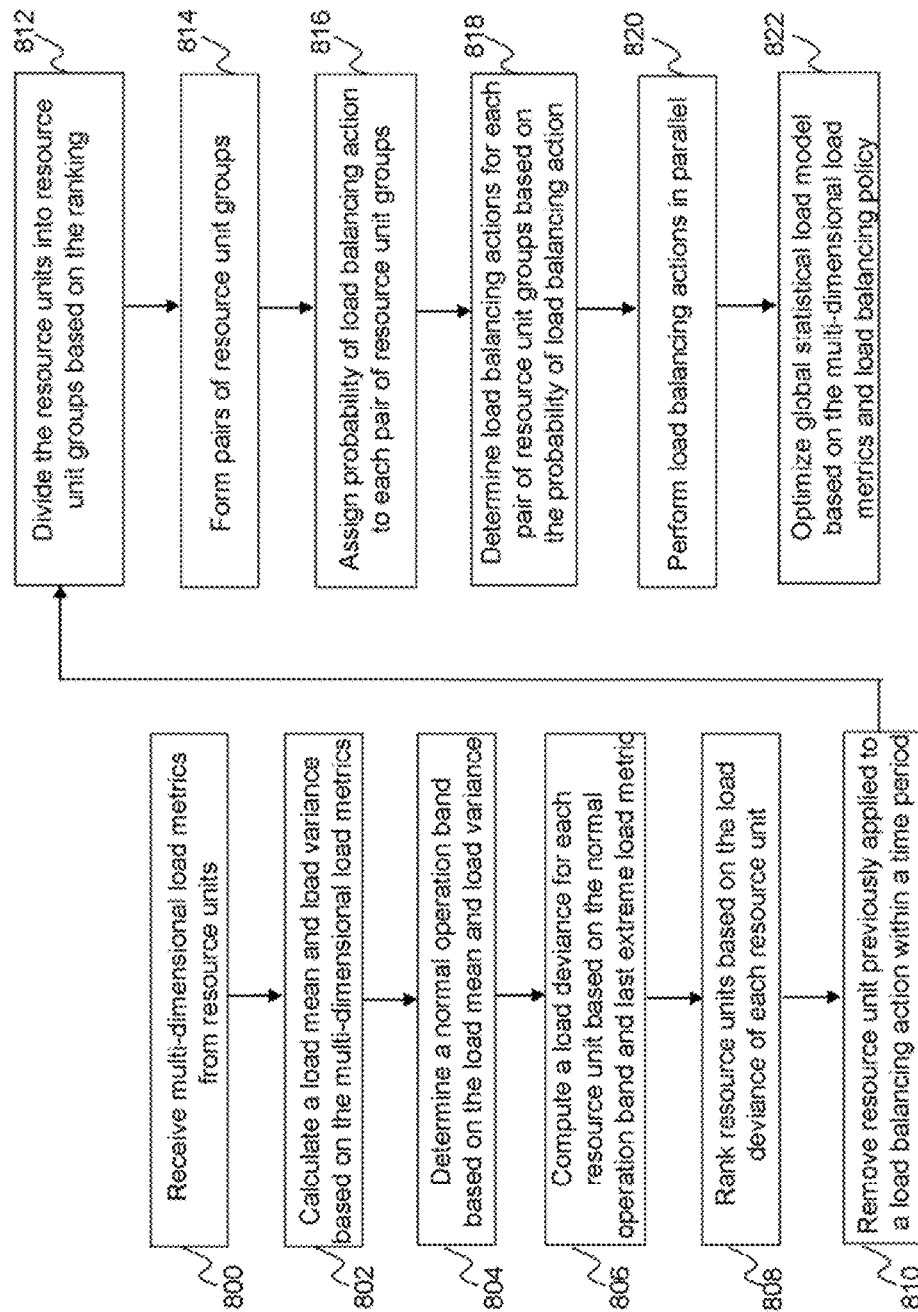 800
Receive multi-dimensional load metrics
from resource units
802
Calculate a load mean and load variance
based on the multi-dimensional load metrics
804
Determine a normal operation band
based on the load mean and load variance
806
Compute a load deviance for each
resource unit based on the normal
operation band and last extreme load metric
808
Rank resource units based on the load
deviance of each resource unit
810
Remove resource unit previously applied to
a load balancing action within a time period
812
Divide the resource units into resource
unit groups based on the ranking
814
Form pairs of resource unit groups
816
Assign probability of load balancing action
to each pair of resource unit groups
818
Determine load balancing actions for each
pair of resource unit groups based on
the probability of load balancing action
820
Perform load balancing actions in parallel
822
Optimize global statistical load model
based on the multi-dimensional load
metrics and load balancing policy